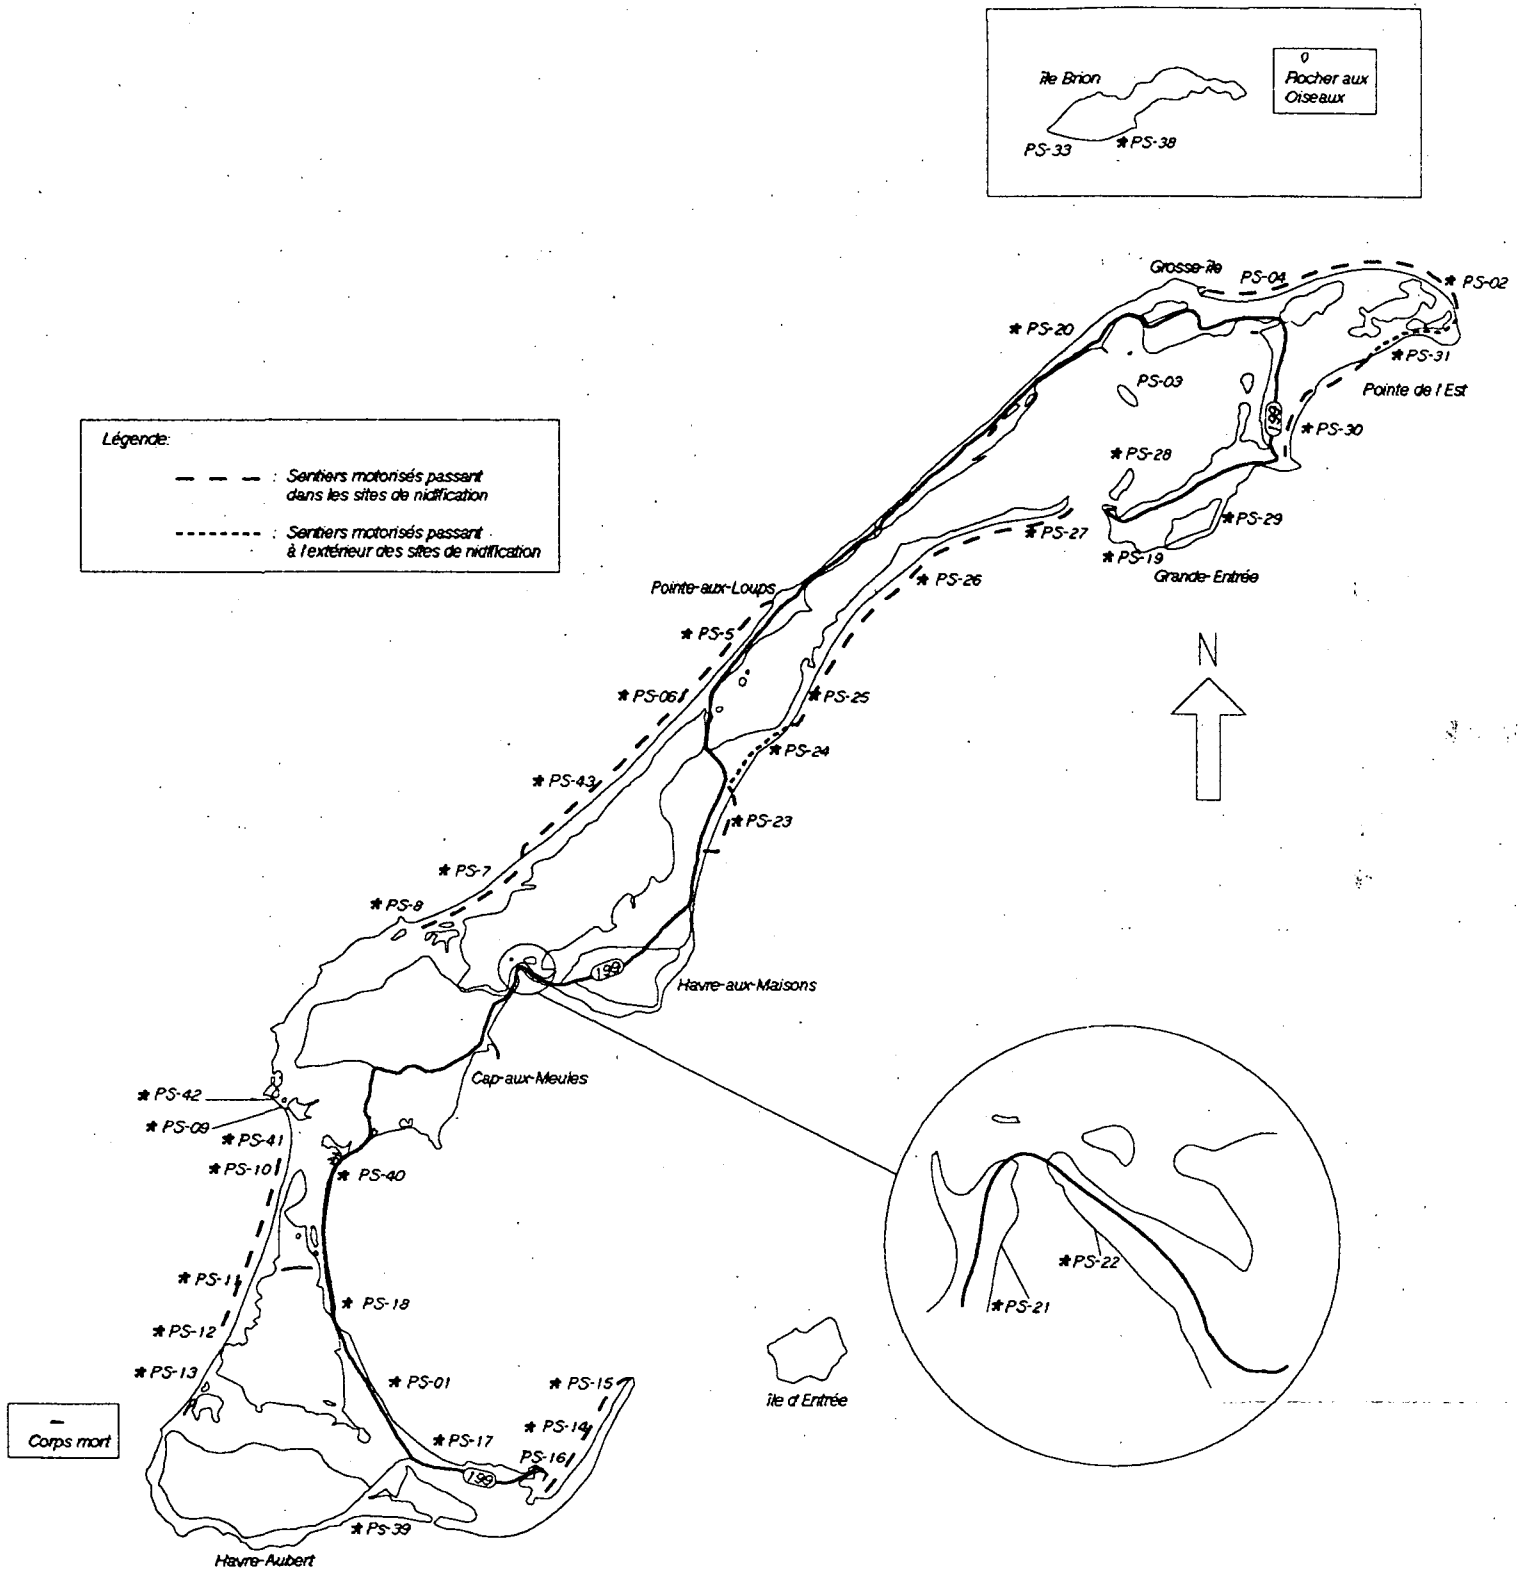 île Brion
Rocher aux
Oiseaux
PS-33
* PS-38
Grosse-île
PS-04
* PS-02
* PS-20
* PS-31
PS-03
Pointe de l'Est
199
* PS-30
Légende:
* PS-28
- - - : Sentiers motorisés passant
dans les sites de nidification
* PS-29
* PS-27
-------- : Sentiers motorisés passant
à l'extérieur des sites de nidification
* PS-19
Grande-Entrée
* PS-26
Pointe-aux-Loups
* PS-5
N
* PS-06
* PS-25
* PS-24
* PS-43
* PS-23
* PS-7
* PS-8
199
Havre-aux-Maisons
Cap-aux-Meules
* PS-42
* PS-09
* PS-41
* PS-10
* PS-40
* PS-22
* PS-11
* PS-18
* PS-21
* PS-12
* PS-13
* PS-01
* PS-15
île d'Entrée
* PS-14
Corps mort
* PS-17
PS-16
199
* Ps-39
Havre-Aubert